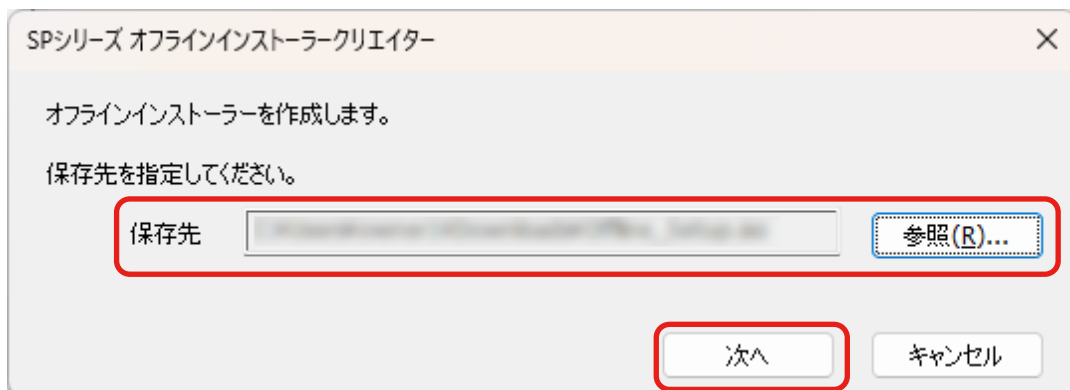 SPシリーズ オフラインインストーラークリエイター
オフラインインストーラーを作成します。
保存先を指定してください。
保存先 参照(R)...
次へ キャンセル